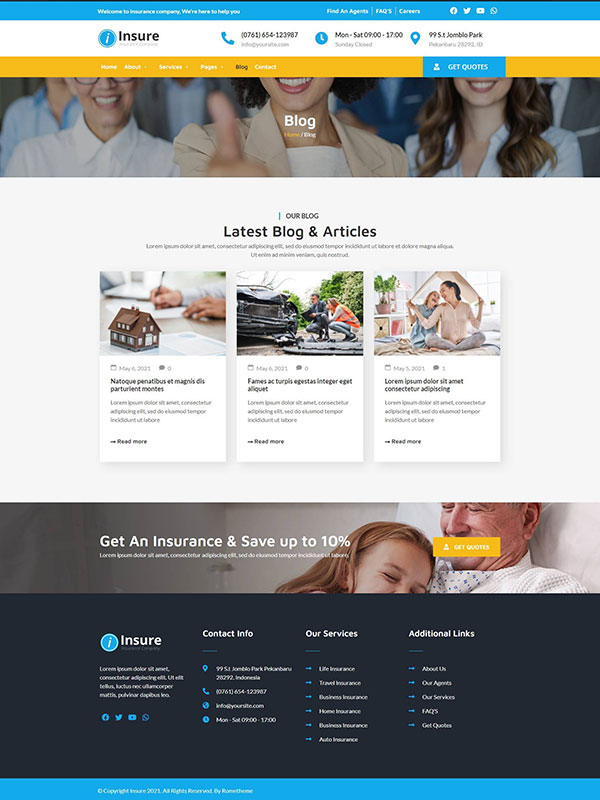 Welcome to insurance company, We're here to help you
Find An Agents
FAQ'S
Careers
i Insure
Insurance Company
(0761) 654-123987
info@yoursite.com
Mon - Sat 09:00 - 17:00
Sunday Closed
99 S.t Jomblo Park
Pekanbaru 28292, ID
Home About Services Pages Blog Contact
GET QUOTES
Blog
Home / Blog
OUR BLOG
Latest Blog & Articles
Lorem ipsum dolor sit amet, consectetur adipiscing elit, sed do eiusmod tempor incididunt ut labore et dolore magna aliqua.
Ut enim ad minim veniam, quis nostrud.
May 6, 2021 0
Natoque penatibus et magnis dis
parturient montes
Lorem ipsum dolor sit amet, consectetur
adipiscing elit, sed do eiusmod tempor
incididunt ut labore et dolore
Read more
May 6, 2021 0
Fames ac turpis egestas integer eget
aliquet
Lorem ipsum dolor sit amet, consectetur
adipiscing elit, sed do eiusmod tempor
incididunt ut labore et dolore
Read more
May 5, 2021 1
Lorem ipsum dolor sit amet
consectetur adipiscing
Lorem ipsum dolor sit amet, consectetur
adipiscing elit, sed do eiusmod tempor
incididunt ut labore et dolore
Read more
Get An Insurance & Save up to 10%
Lorem ipsum dolor sit amet, consectetur adipiscing elit, sed do eiusmod tempor incididunt ut labore
GET QUOTES
i Insure
Insurance Company
Lorem ipsum dolor sit amet,
consectetur adipiscing elit. Ut elit
tellus, luctus nec ullamcorper
mattis, pulvinar dapibus leo.
Contact Info
99 S.t Jomblo Park Pekanbaru
28292. Indonesia
(0761) 654-123987
info@yoursite.com
Mon - Sat 09:00 - 17:00
Our Services
Life Insurance
Travel Insurance
Business Insurance
Home Insurance
Business Insurance
Auto Insurance
Additional Links
About Us
Our Agents
Our Services
FAQ'S
Get Quotes
© Copyright Insure 2021. All Rights Reserved. By Rometheme